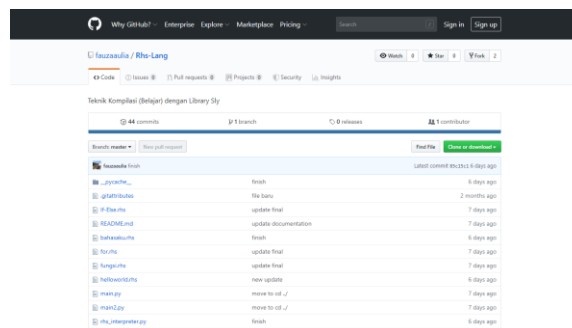 Why GitHub? Enterprise Explore Marketplace Pricing Search / Sign in Sign up
fauzaaulia / Rhs-Lang Watch 0 Star 0 Fork 2
Code Issues 0 Pull requests 0 Projects 0 Security Insights
Teknik Kompilasi (Belajar) dengan Library Sly
44 commits 1 branch 0 releases 1 contributor
Branch: master New pull request Find File Clone or download
fauzaaulia finish Latest commit 6 days ago
__pycache__ finish 6 days ago
.gitattributes file baru 2 months ago
If-Else.rhs update final 7 days ago
README.md update documentation 7 days ago
bahasaku.rhs finish 6 days ago
for.rhs update final 7 days ago
fungsi.rhs update final 7 days ago
helloworld.rhs new update 6 days ago
main.py move to cd ../ 7 days ago
main2.py move to cd ../ 7 days ago
rhs_interpreter.py finish 6 days ago